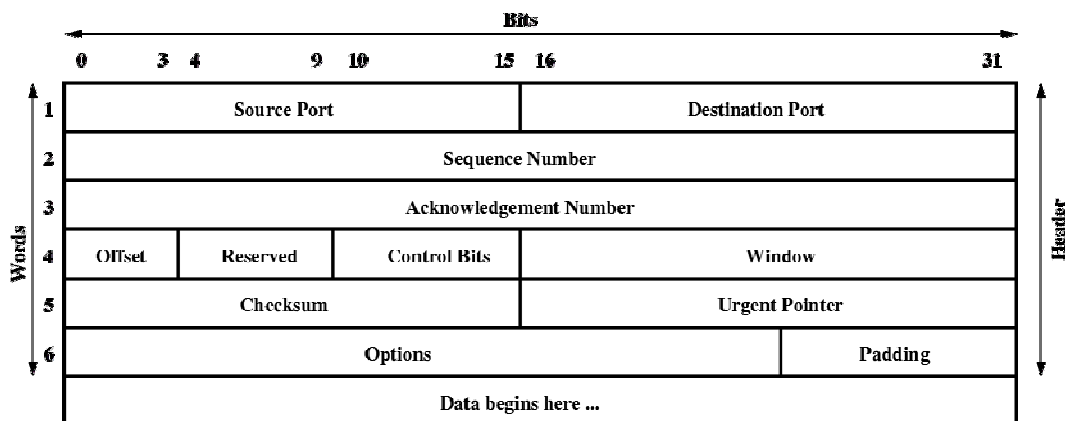 Bits
0 3 4 9 10 15 16 31
1 Source Port Destination Port
2 Sequence Number
3 Acknowledgement Number
4 Offset Reserved Control Bits Window
5 Checksum Urgent Pointer
6 Options Padding
Data begins here ...
Words
Header